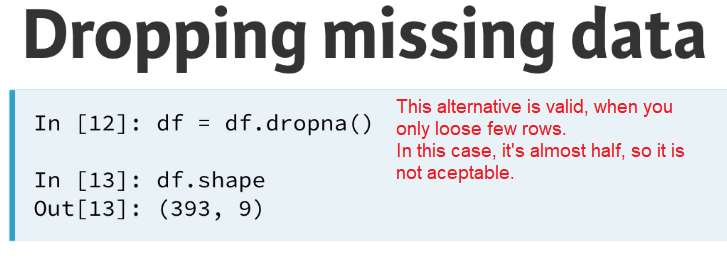 Dropping missing data
In [12]: df = df.dropna()
This alternative is valid, when you
only loose few rows.
In this case, it's almost half, so it is
not aceptable.
In [13]: df.shape
Out[13]: (393, 9)